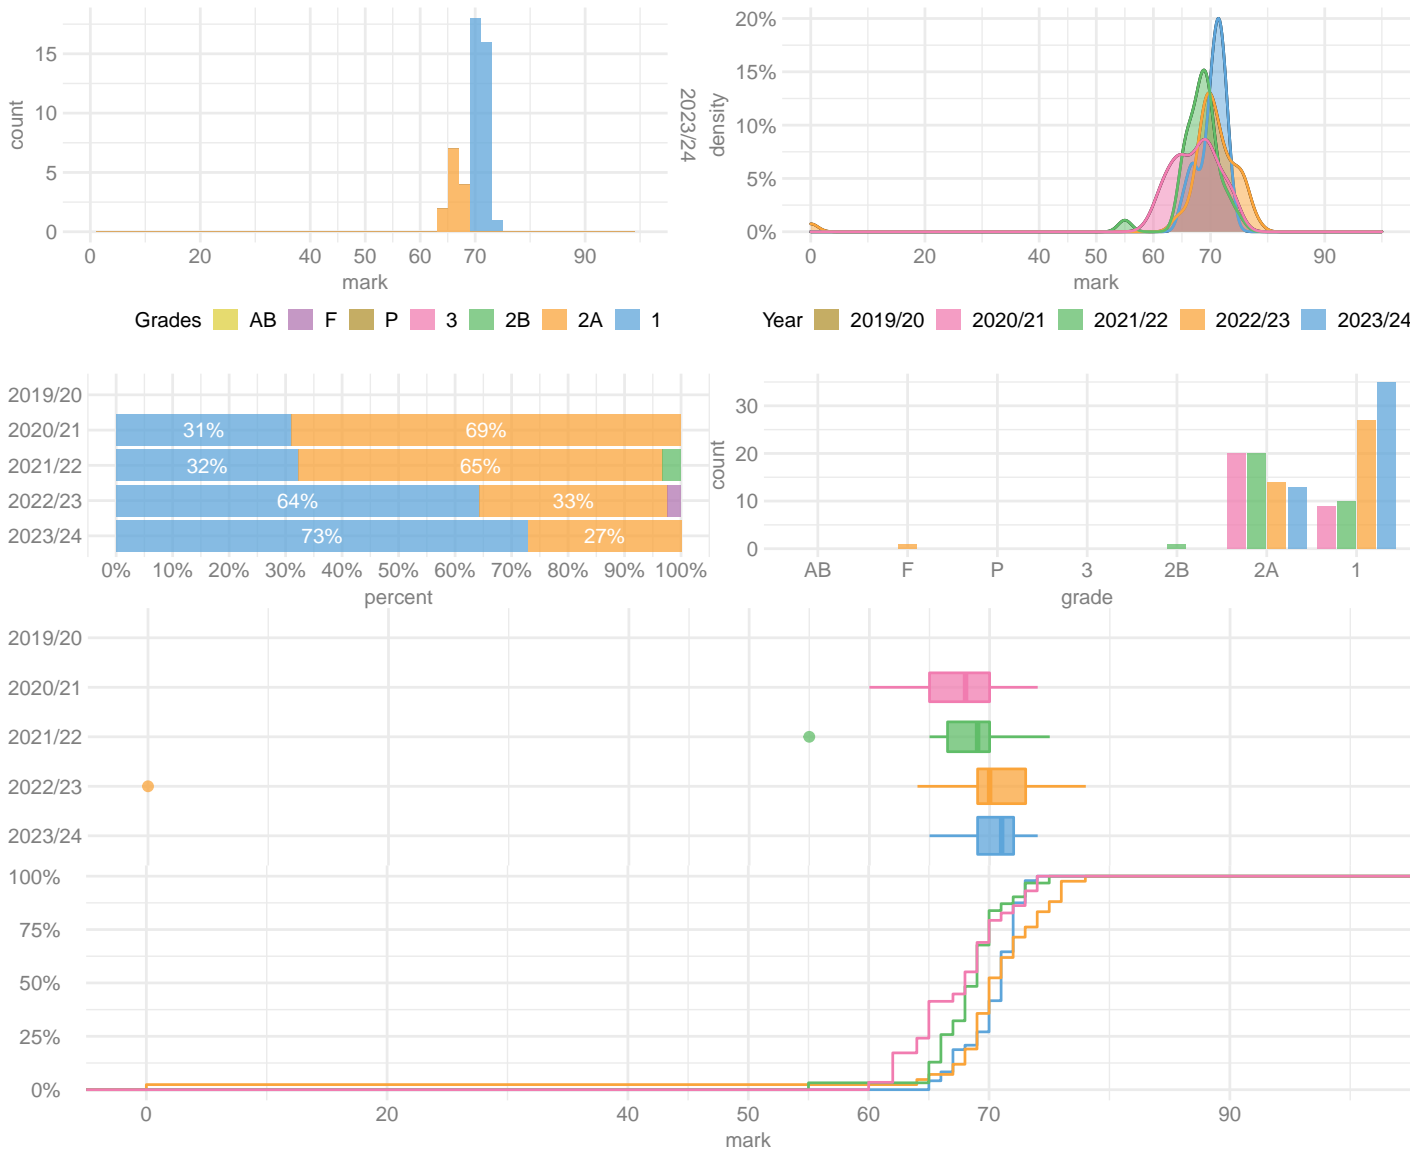 15
10
5
0
count
0 20 40 50 60 70 90
mark
2023/24
20%
15%
10%
5%
0%
density
0 20 40 50 60 70 90
mark
Grades AB F P 3 2B 2A 1
Year 2019/20 2020/21 2021/22 2022/23 2023/24
2019/20
2020/21 31% 69%
2021/22 32% 65%
2022/23 64% 33%
2023/24 73% 27%
0% 10% 20% 30% 40% 50% 60% 70% 80% 90% 100%
percent
30
20
10
0
count
AB F P 3 2B 2A 1
grade
2019/20
2020/21
2021/22
2022/23
2023/24
100%
75%
50%
25%
0%
0 20 40 50 60 70 90
mark